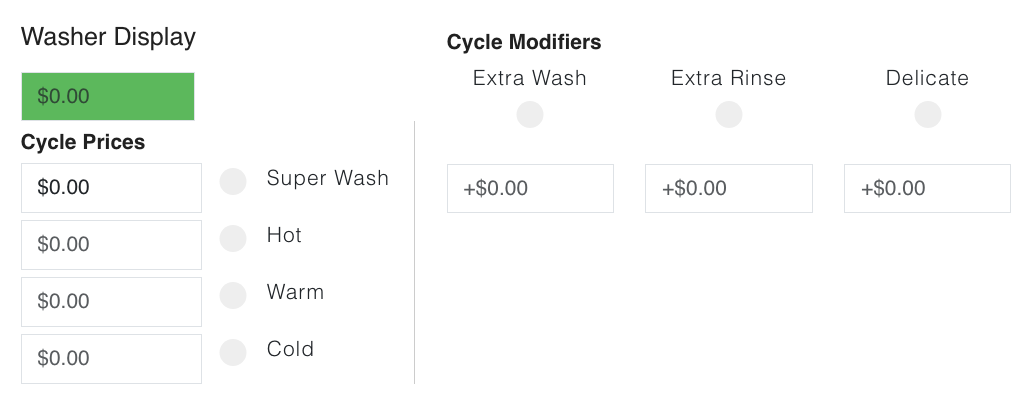 Washer Display
$0.00
Cycle Prices
$0.00 Super Wash
$0.00 Hot
$0.00 Warm
$0.00 Cold
Cycle Modifiers
Extra Wash Extra Rinse Delicate
+$0.00 +$0.00 +$0.00